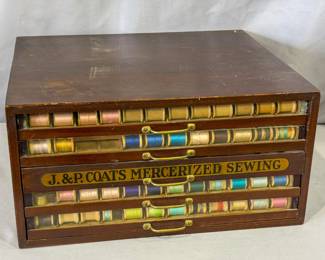 J. & P. COATS MERCERIZED SEWING